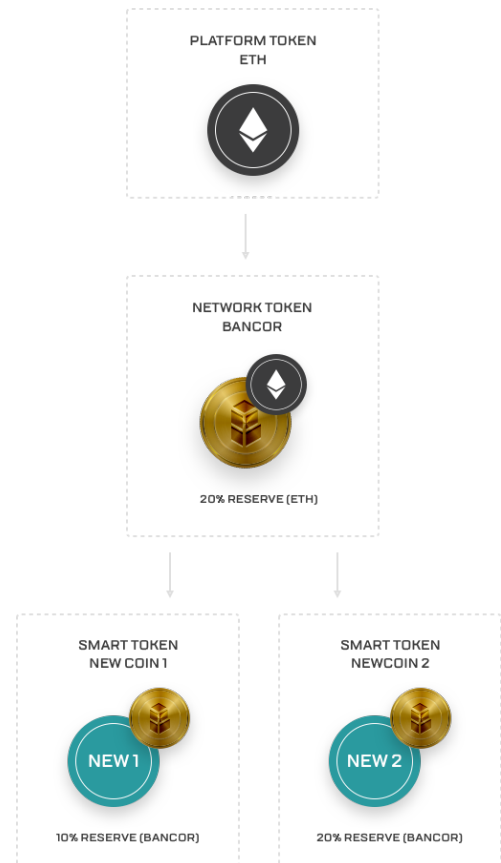 PLATFORM TOKEN
ETH
NETWORK TOKEN
BANCOR
20% RESERVE (ETH)
SMART TOKEN
NEW COIN 1
NEW 1
10% RESERVE (BANCOR)
SMART TOKEN
NEWCOIN 2
NEW 2
20% RESERVE (BANCOR)